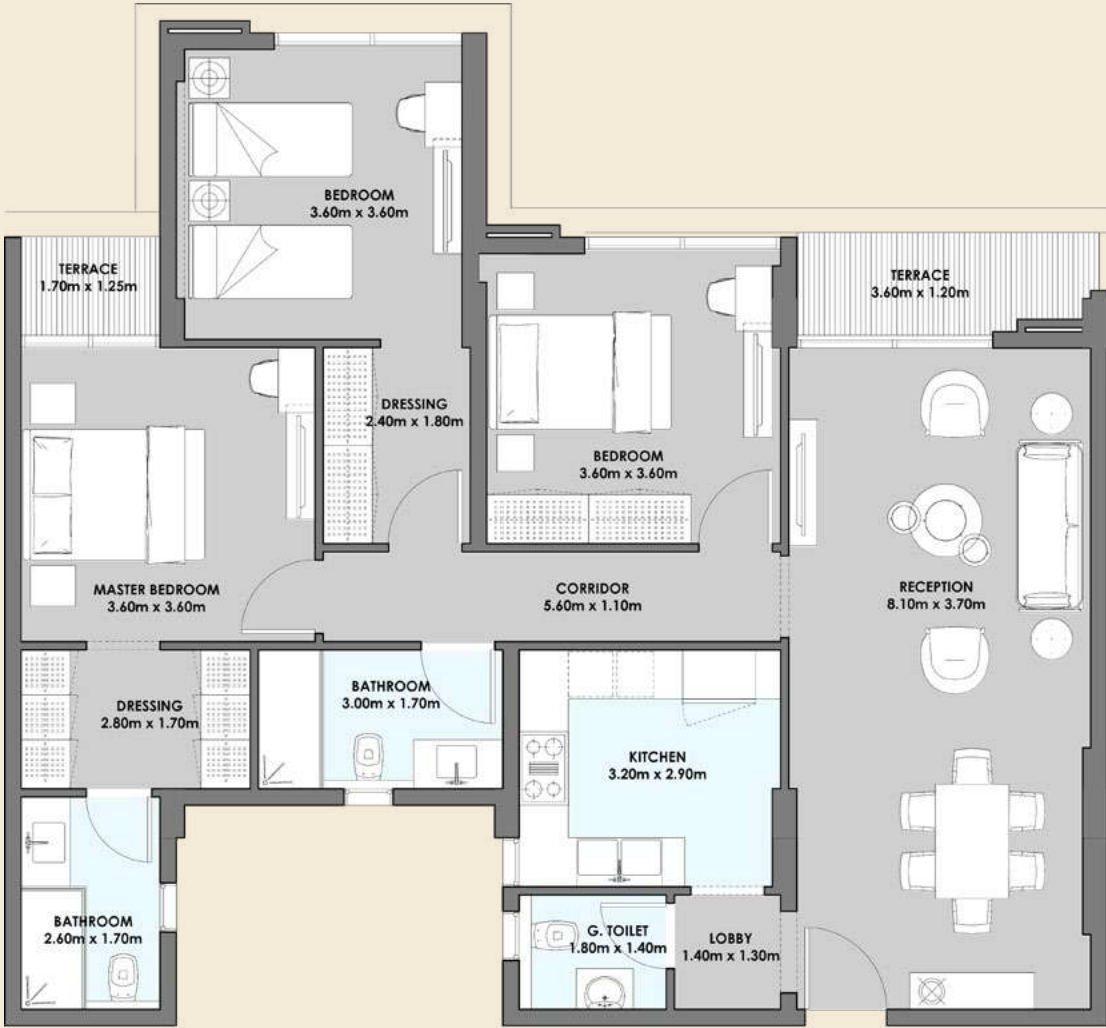 BEDROOM
3.60m x 3.60m
TERRACE
1.70m x 1.25m
TERRACE
3.60m x 1.20m
DRESSING
2.40m x 1.80m
BEDROOM
3.60m x 3.60m
MASTER BEDROOM
3.60m x 3.60m
CORRIDOR
5.60m x 1.10m
RECEPTION
8.10m x 3.70m
DRESSING
2.80m x 1.70m
BATHROOM
3.00m x 1.70m
KITCHEN
3.20m x 2.90m
BATHROOM
2.60m x 1.70m
G. TOILET
1.80m x 1.40m
LOBBY
1.40m x 1.30m